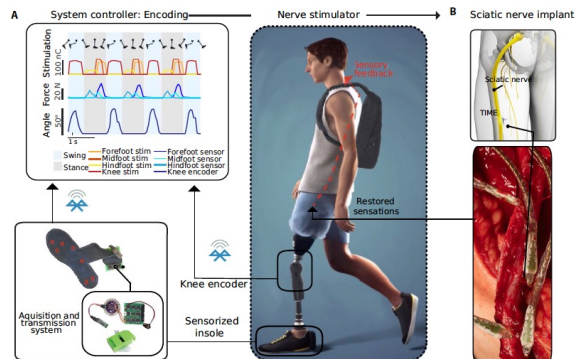 A
System controller: Encoding
Nerve stimulator
B
Stimulation
100 nC
Force
20 N
Angle
50°
1 s
Swing
Stance
Forefoot stim
Midfoot stim
Hindfoot stim
Knee stim
Forefoot sensor
Midfoot sensor
Hindfoot sensor
Knee encoder
Sensory
feedback
Restored
sensations
Knee encoder
Sensorized
insole
Aquisition and
transmission
system
Sciatic nerve implant
Sciatic nerve
TIME